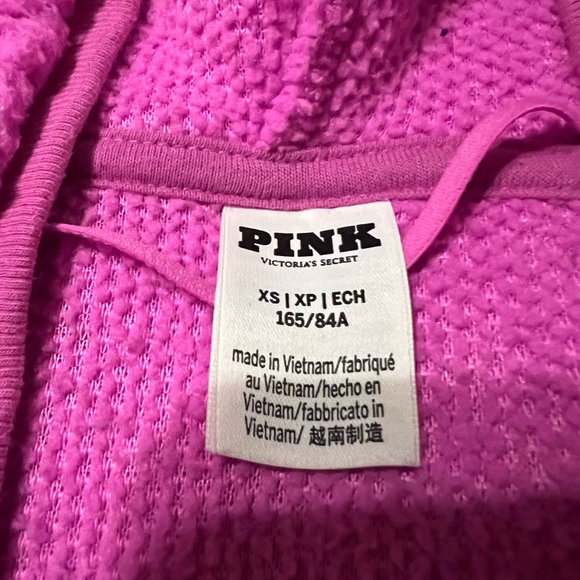 PINK
VICTORIA'S SECRET
XS | XP | ECH
165/84A
made in Vietnam/fabriqué
au Vietnam/hecho en
Vietnam/fabbricato in
Vietnam/ 越南制造